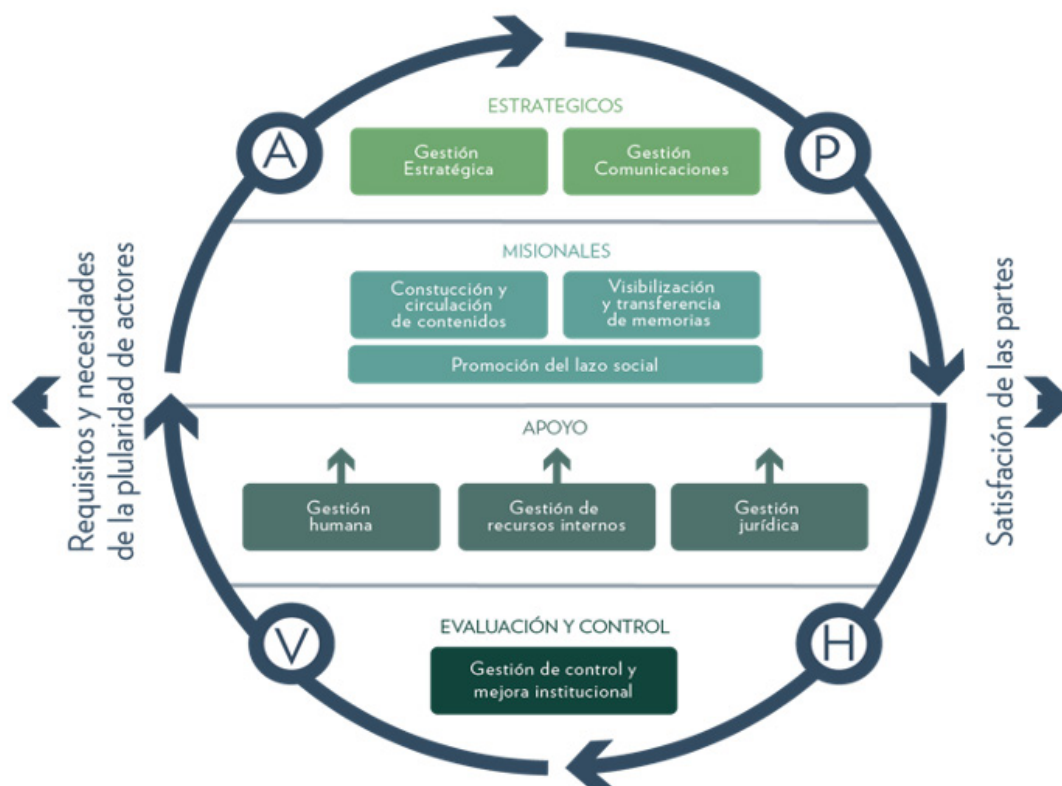 ESTRATEGICOS
A
P
Gestión
Estratégica
Gestión
Comunicaciones
MISIONALES
Constucción y
circulación
de contenidos
Visibilización
y transferencia
de memorias
Promoción del lazo social
Requisitos y necesidades
de la plularidad de actores
Satisfacción de las partes
APOYO
Gestión
humana
Gestión de
recursos internos
Gestión
jurídica
V
H
EVALUACIÓN Y CONTROL
Gestión de control y
mejora institucional